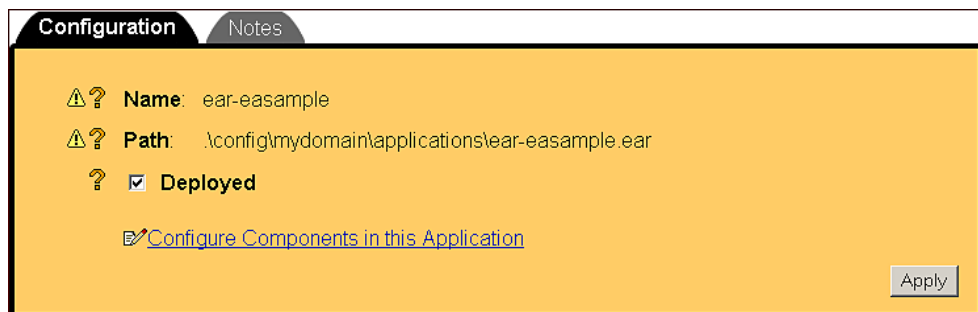 Configuration Notes
Name: ear-easample
Path: .\config\mydomain\applications\ear-easample.ear
Deployed
Configure Components in this Application
Apply